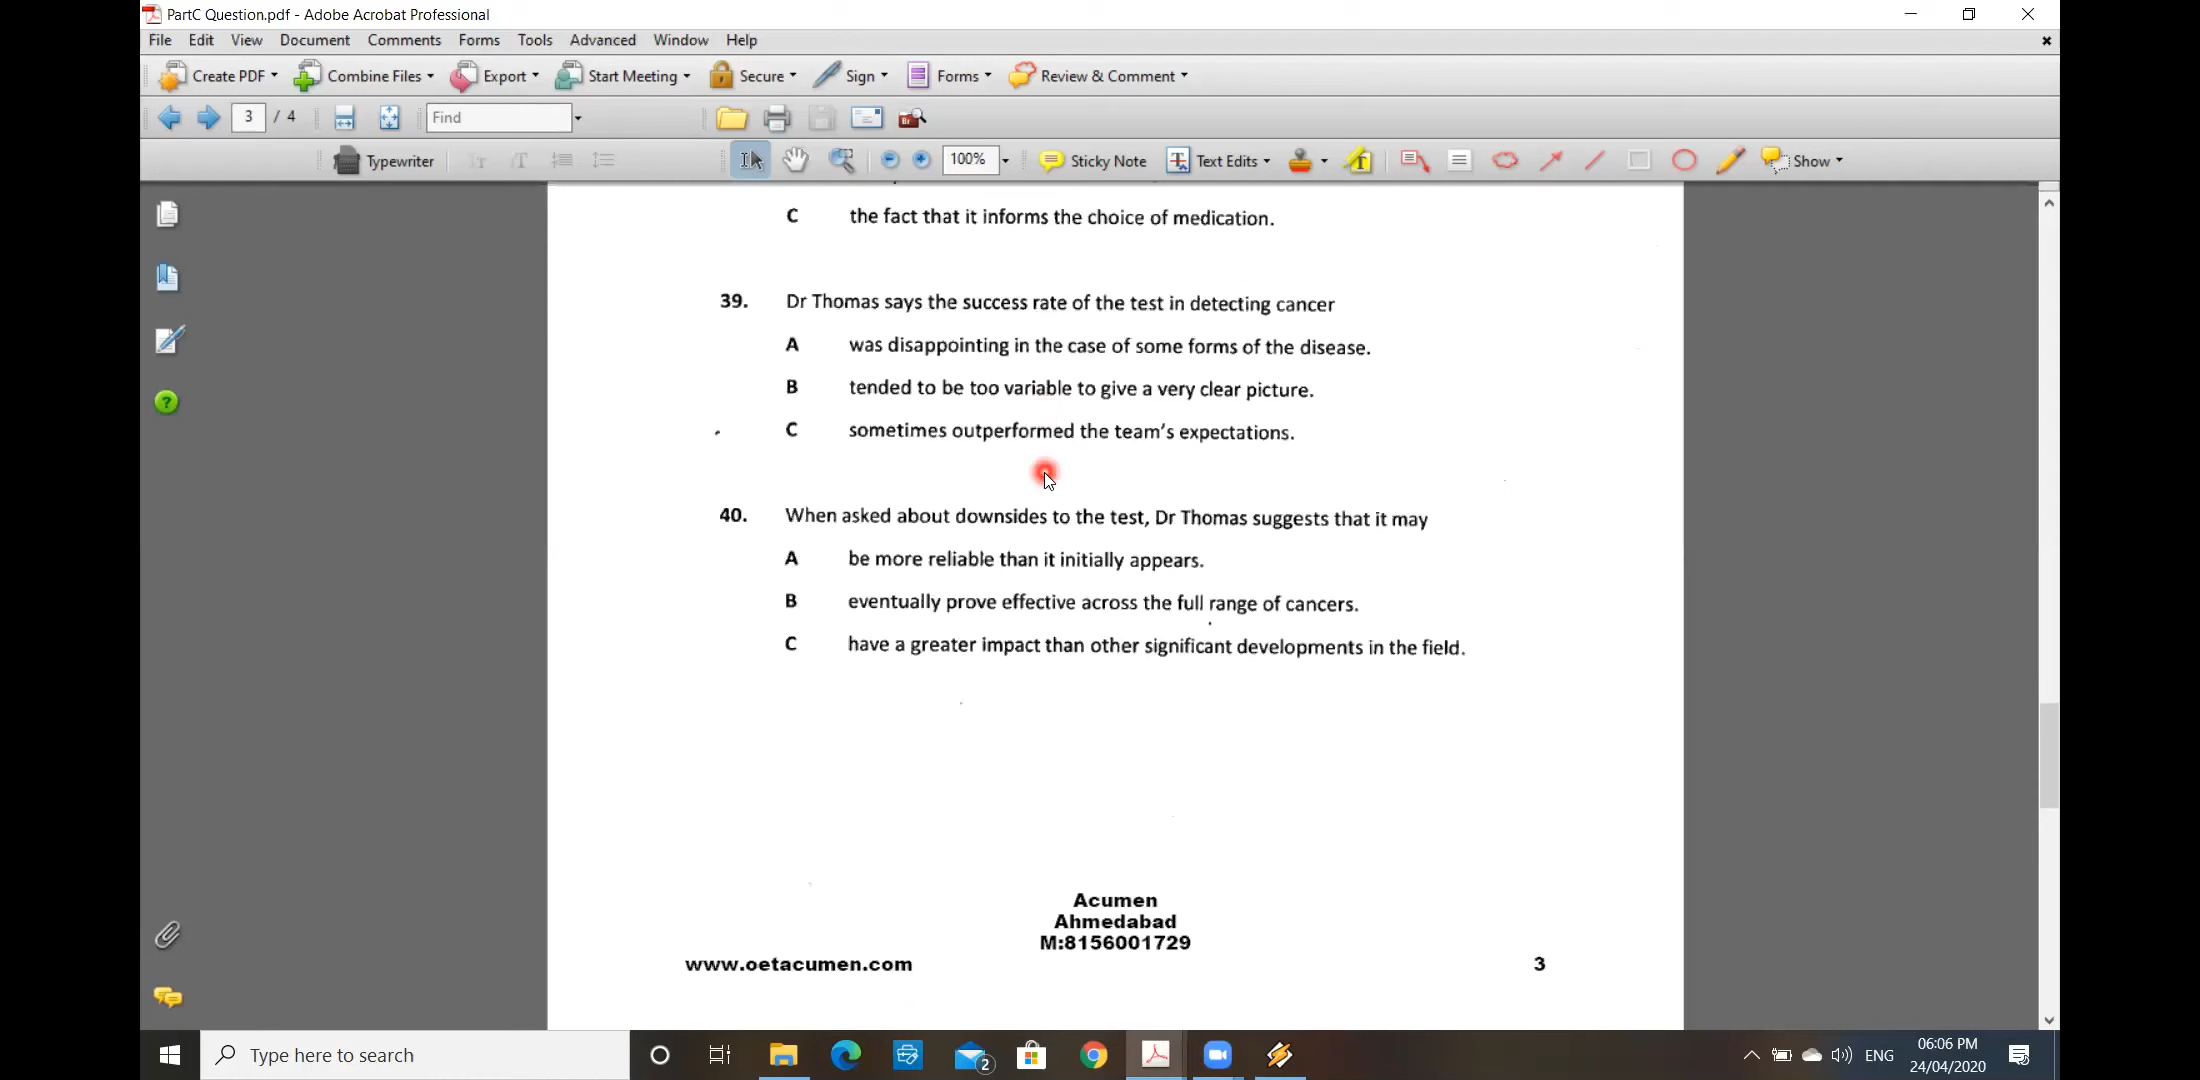 PartC Question.pdf - Adobe Acrobat Professional
File Edit View Document Comments Forms Tools Advanced Window Help
Create PDF Combine Files Export Start Meeting Secure Sign Forms Review & Comment
3 / 4 Find
Typewriter 100% Sticky Note Text Edits Show
C the fact that it informs the choice of medication.
39. Dr Thomas says the success rate of the test in detecting cancer
A was disappointing in the case of some forms of the disease.
B tended to be too variable to give a very clear picture.
C sometimes outperformed the team's expectations.
40. When asked about downsides to the test, Dr Thomas suggests that it may
A be more reliable than it initially appears.
B eventually prove effective across the full range of cancers.
C have a greater impact than other significant developments in the field.
Acumen
Ahmedabad
M:8156001729
www.oetacumen.com 3
Type here to search 2 ENG 06:06 PM
24/04/2020